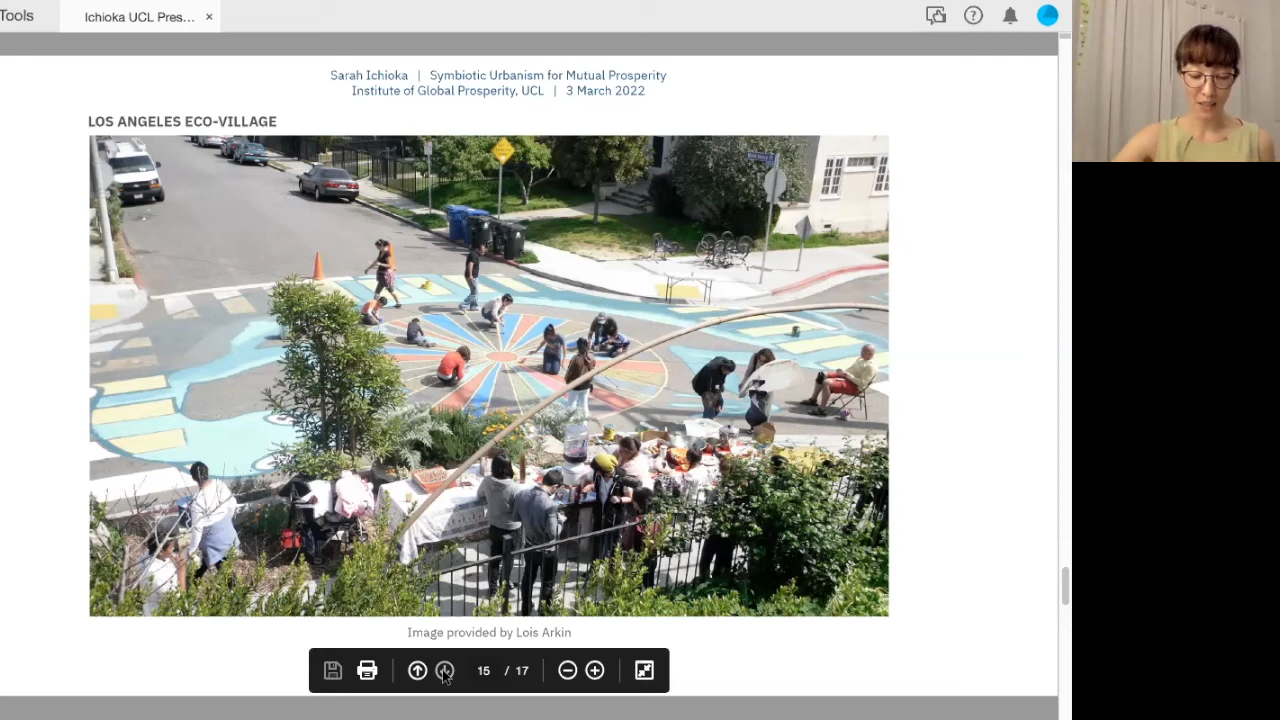 Tools
Ichioka UCL Pres... ×
Sarah Ichioka | Symbiotic Urbanism for Mutual Prosperity
Institute of Global Prosperity, UCL | 3 March 2022
LOS ANGELES ECO-VILLAGE
Image provided by Lois Arkin
15 / 17